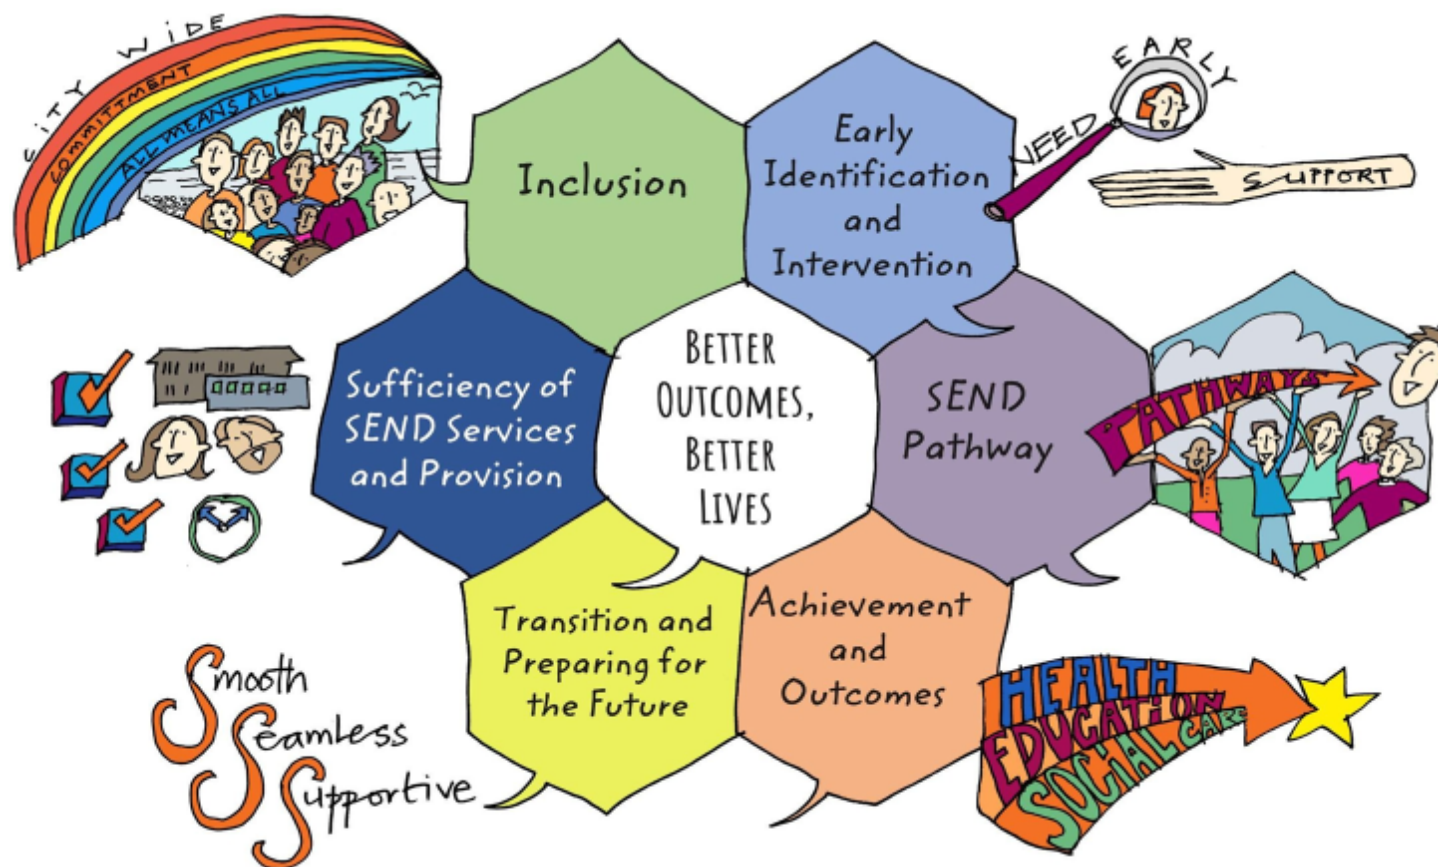 CITY WIDE
COMMITTMENT
ALL MEANS ALL
Inclusion
Early
Identification
and
Intervention
EARLY
NEED
SUPPORT
Sufficiency of
SEND Services
and Provision
BETTER
OUTCOMES,
BETTER
LIVES
SEND
Pathway
PATHWAYS
Transition and
Preparing for
the Future
Achievement
and
Outcomes
Smooth
Seamless
Supportive
HEALTH
EDUCATION
SOCIAL CARE